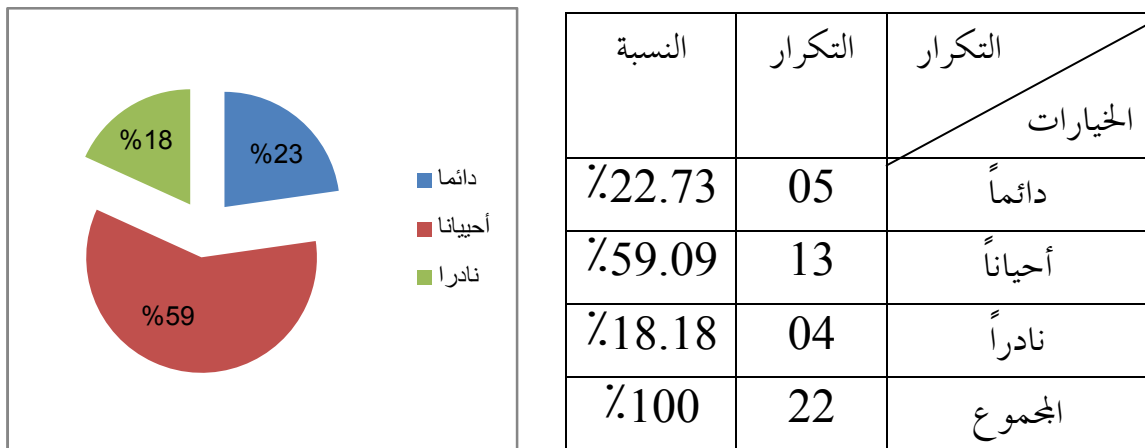 التكرار التكرار النسبة
الخيارات
دائماً 05 22.73٪
أحياناً 13 59.09٪
نادراً 04 18.18٪
المجموع 22 100٪
%18
%23
%59
دائما
أحييانا
نادرا